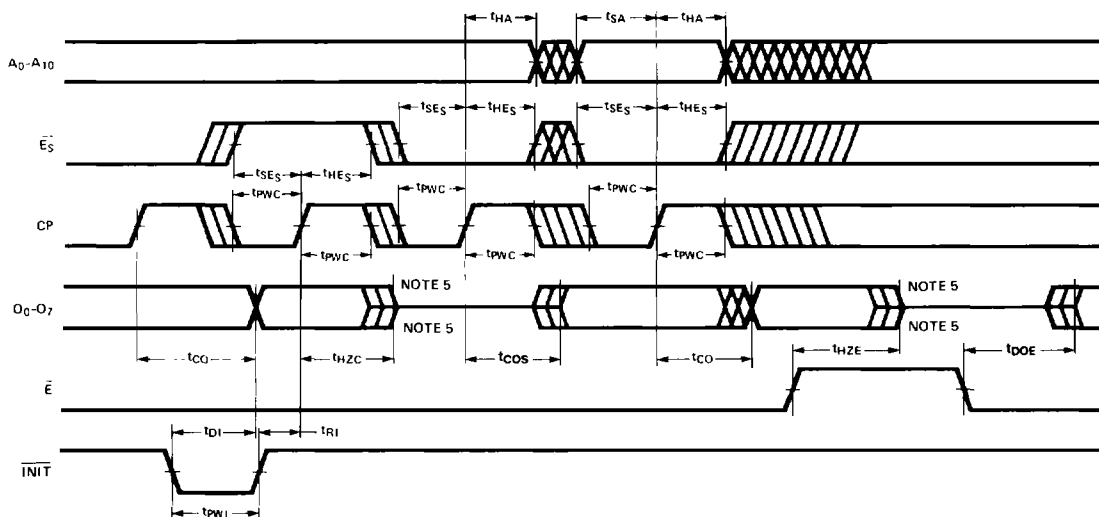 tHA tSA tHA
A0-A10
tSES tHES tSES tHES
ES
tSES tHES
tPWC tPWC tPWC
CP
tPWC tPWC tPWC
NOTE 5 NOTE 5
O0-O7
NOTE 5 NOTE 5
tCO tHZC tCOS tCO tHZE tDOE
E
tDI tRI
INIT
tPWI